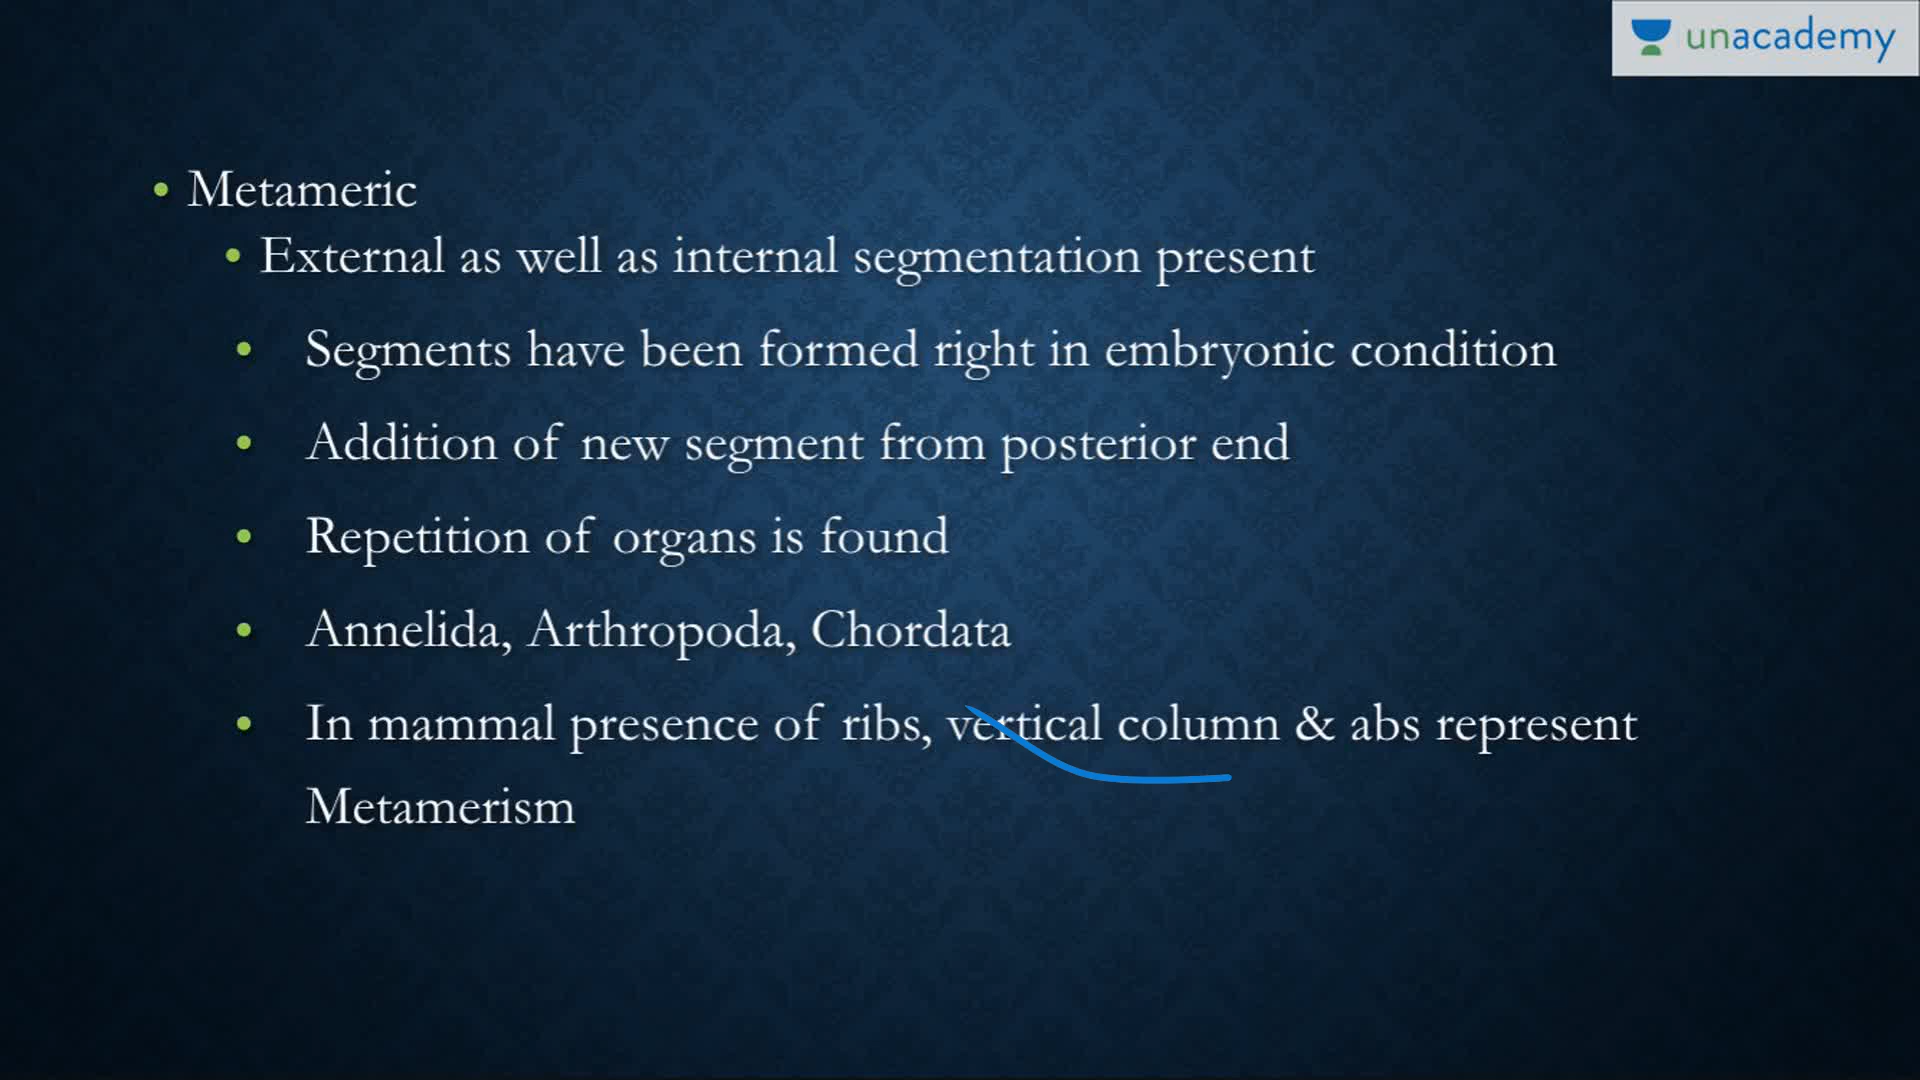 unacademy
• Metameric
• External as well as internal segmentation present
• Segments have been formed right in embryonic condition
• Addition of new segment from posterior end
• Repetition of organs is found
• Annelida, Arthropoda, Chordata
• In mammal presence of ribs, vertical column & abs represent
Metamerism